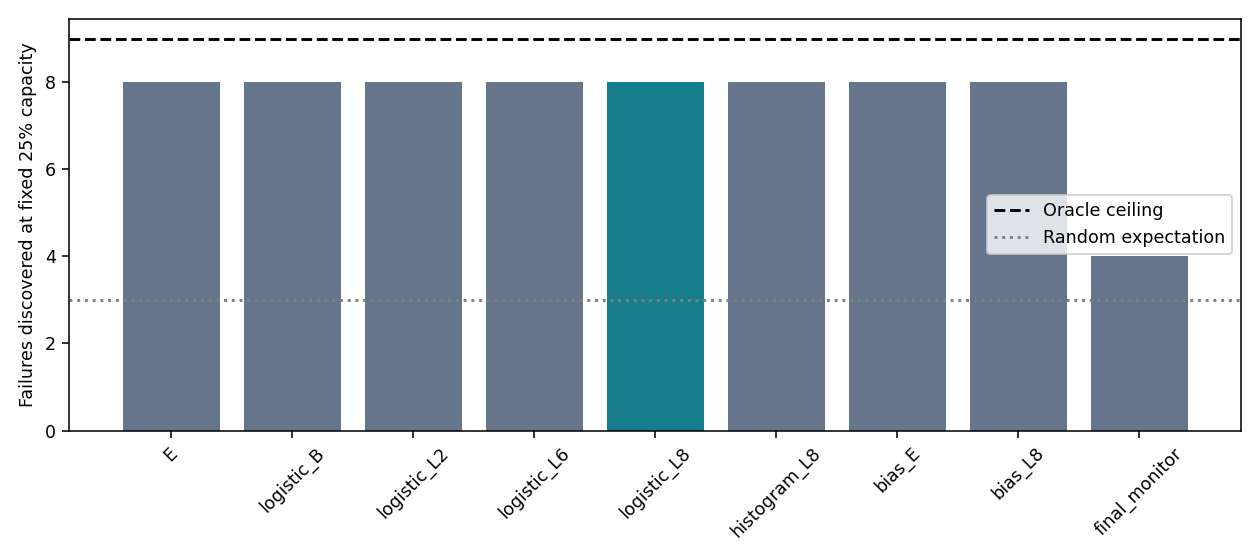 Failures discovered at fixed 25% capacity
8
6
4
2
0
Oracle ceiling
Random expectation
E
logistic_B
logistic_L2
logistic_L6
logistic_L8
histogram_L8
bias_E
bias_L8
final_monitor